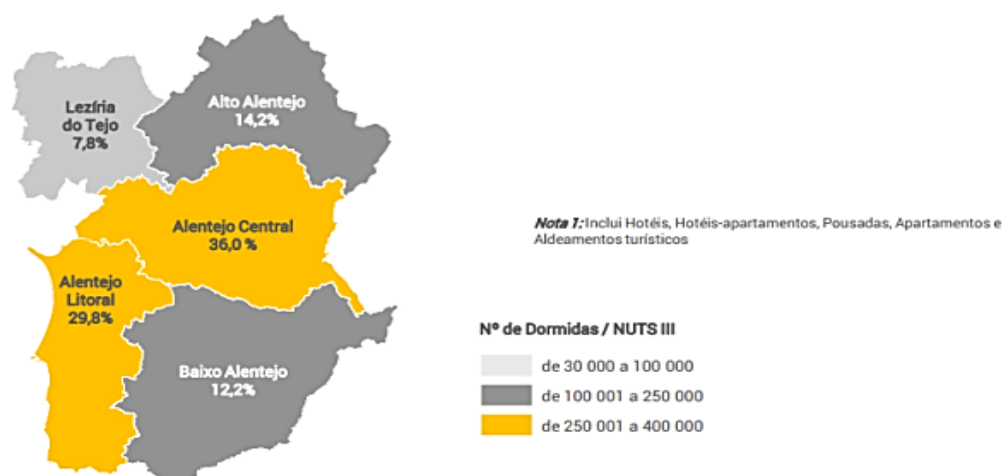 Lezíria
do Tejo
7,8%
Alto Alentejo
14,2%
Alentejo Central
36,0 %
Alentejo
Litoral
29,8%
Baixo Alentejo
12,2%
Nota 1: Inclui Hotéis, Hotéis-apartamentos, Pousadas, Apartamentos e
Aldeamentos turísticos
Nº de Dormidas / NUTS III
de 30 000 a 100 000
de 100 001 a 250 000
de 250 001 a 400 000